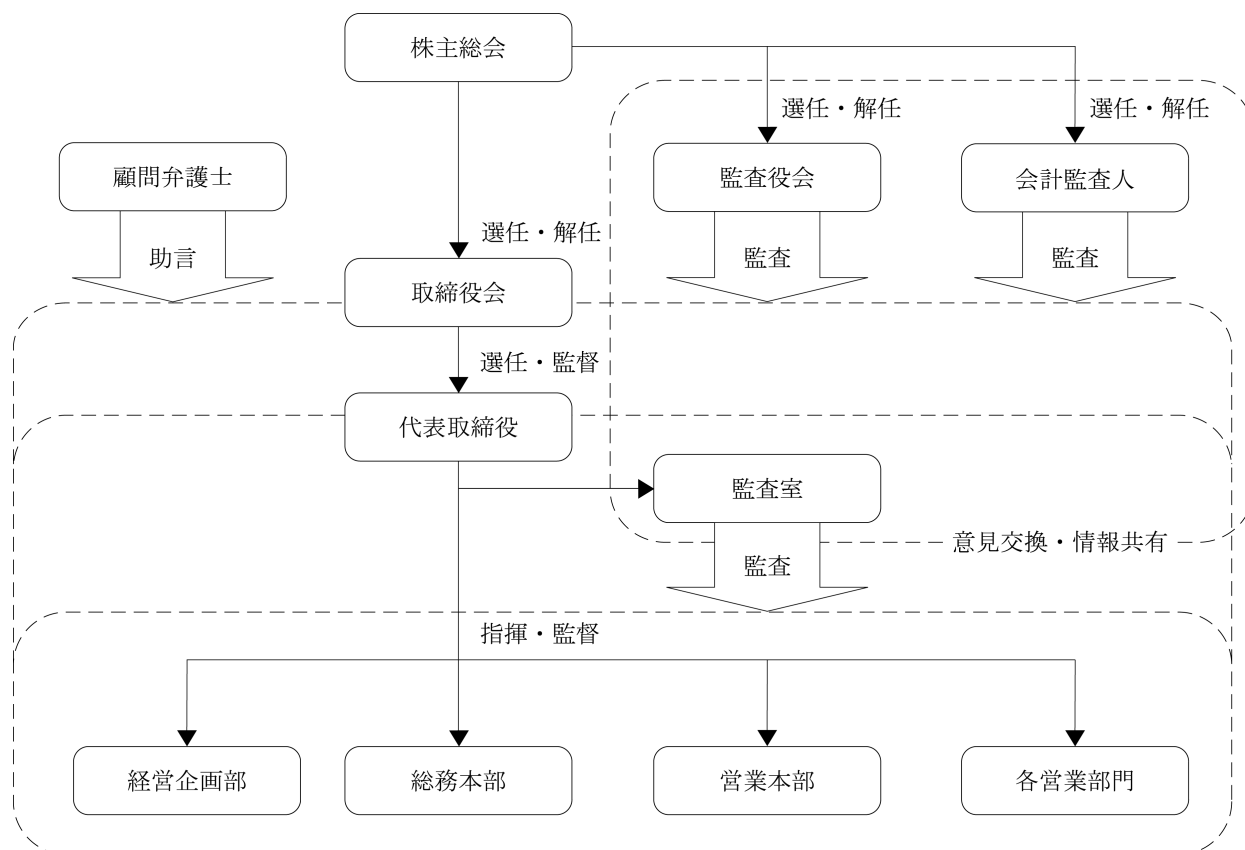 株主総会
選任・解任
選任・解任
顧問弁護士
監査役会
会計監査人
選任・解任
助言
監査
監査
取締役会
選任・監督
代表取締役
監査室
意見交換・情報共有
監査
指揮・監督
経営企画部
総務本部
営業本部
各営業部門